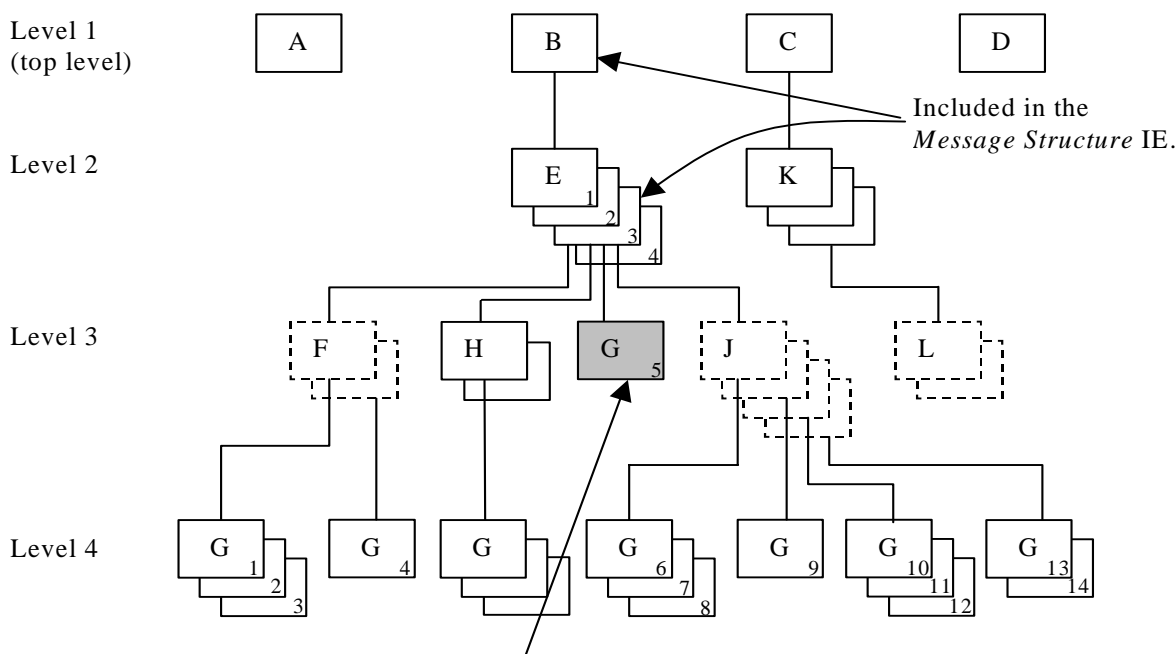 Level 1
(top level)
A
B
C
D
Included in the
Message Structure IE.
Level 2
E
1
2
3
4
K
Level 3
F
H
G
5
J
L
Level 4
G
1
2
3
G
4
G
G
6
7
8
G
9
G
10
11
12
G
13
14